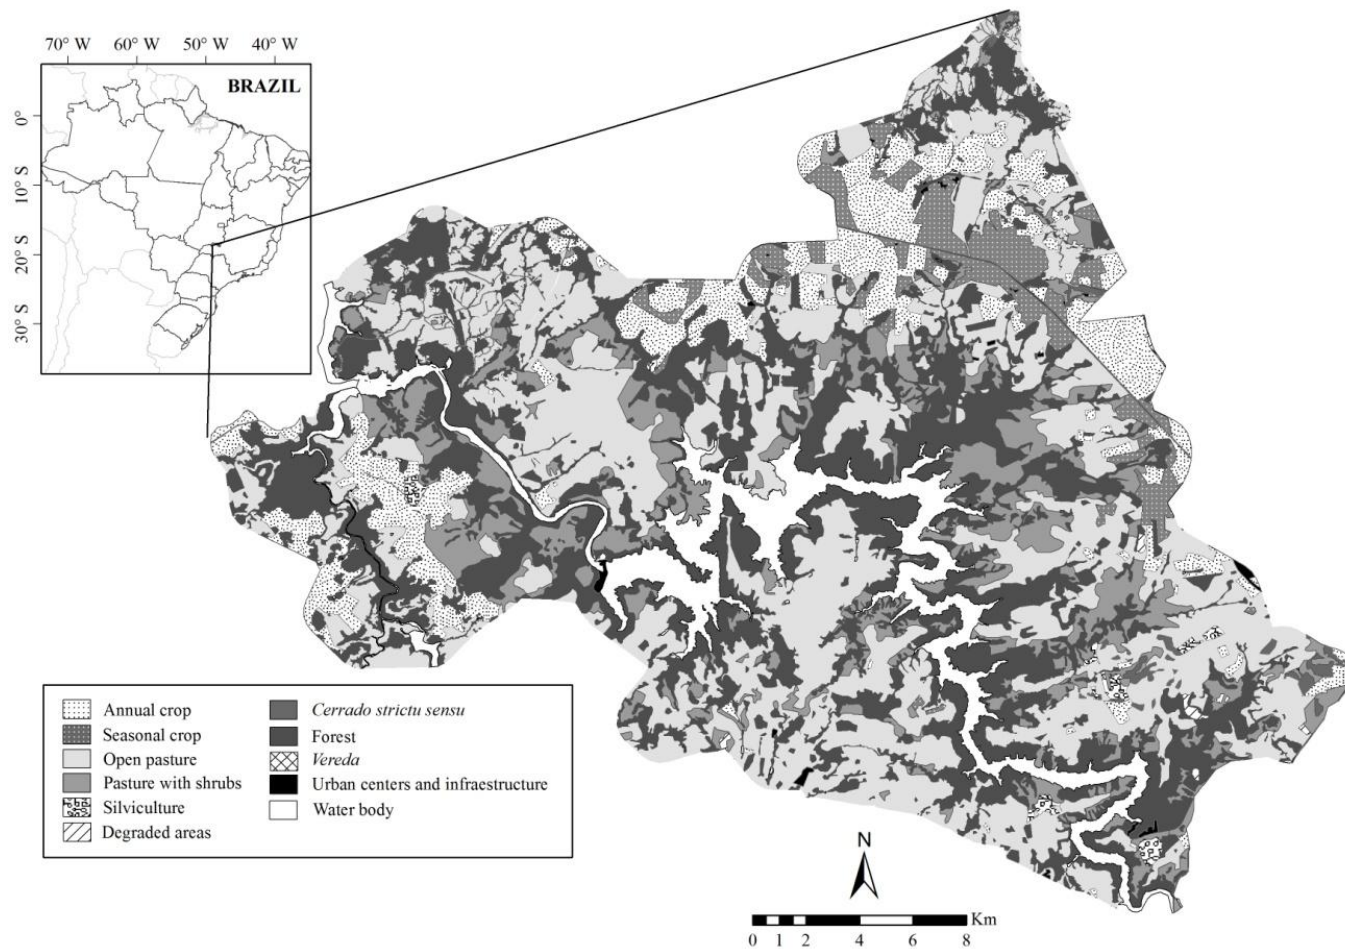 70° W 60° W 50° W 40° W
BRAZIL
0°
10° S
20° S
30° S
Annual crop
Seasonal crop
Open pasture
Pasture with shrubs
Silviculture
Degraded areas
Cerrado strictu sensu
Forest
Vereda
Urban centers and infraestructure
Water body
N
Km
0 1 2 4 6 8